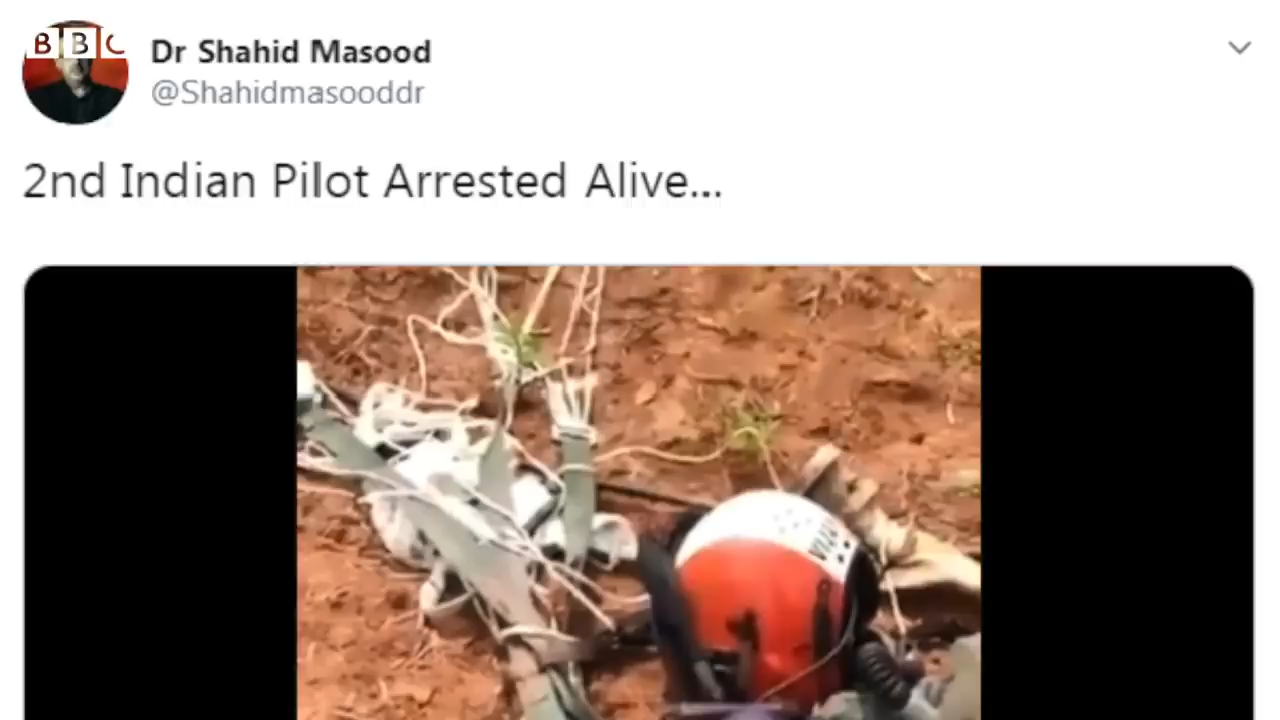 BBC
Dr Shahid Masood
@Shahidmasooddr
2nd Indian Pilot Arrested Alive...